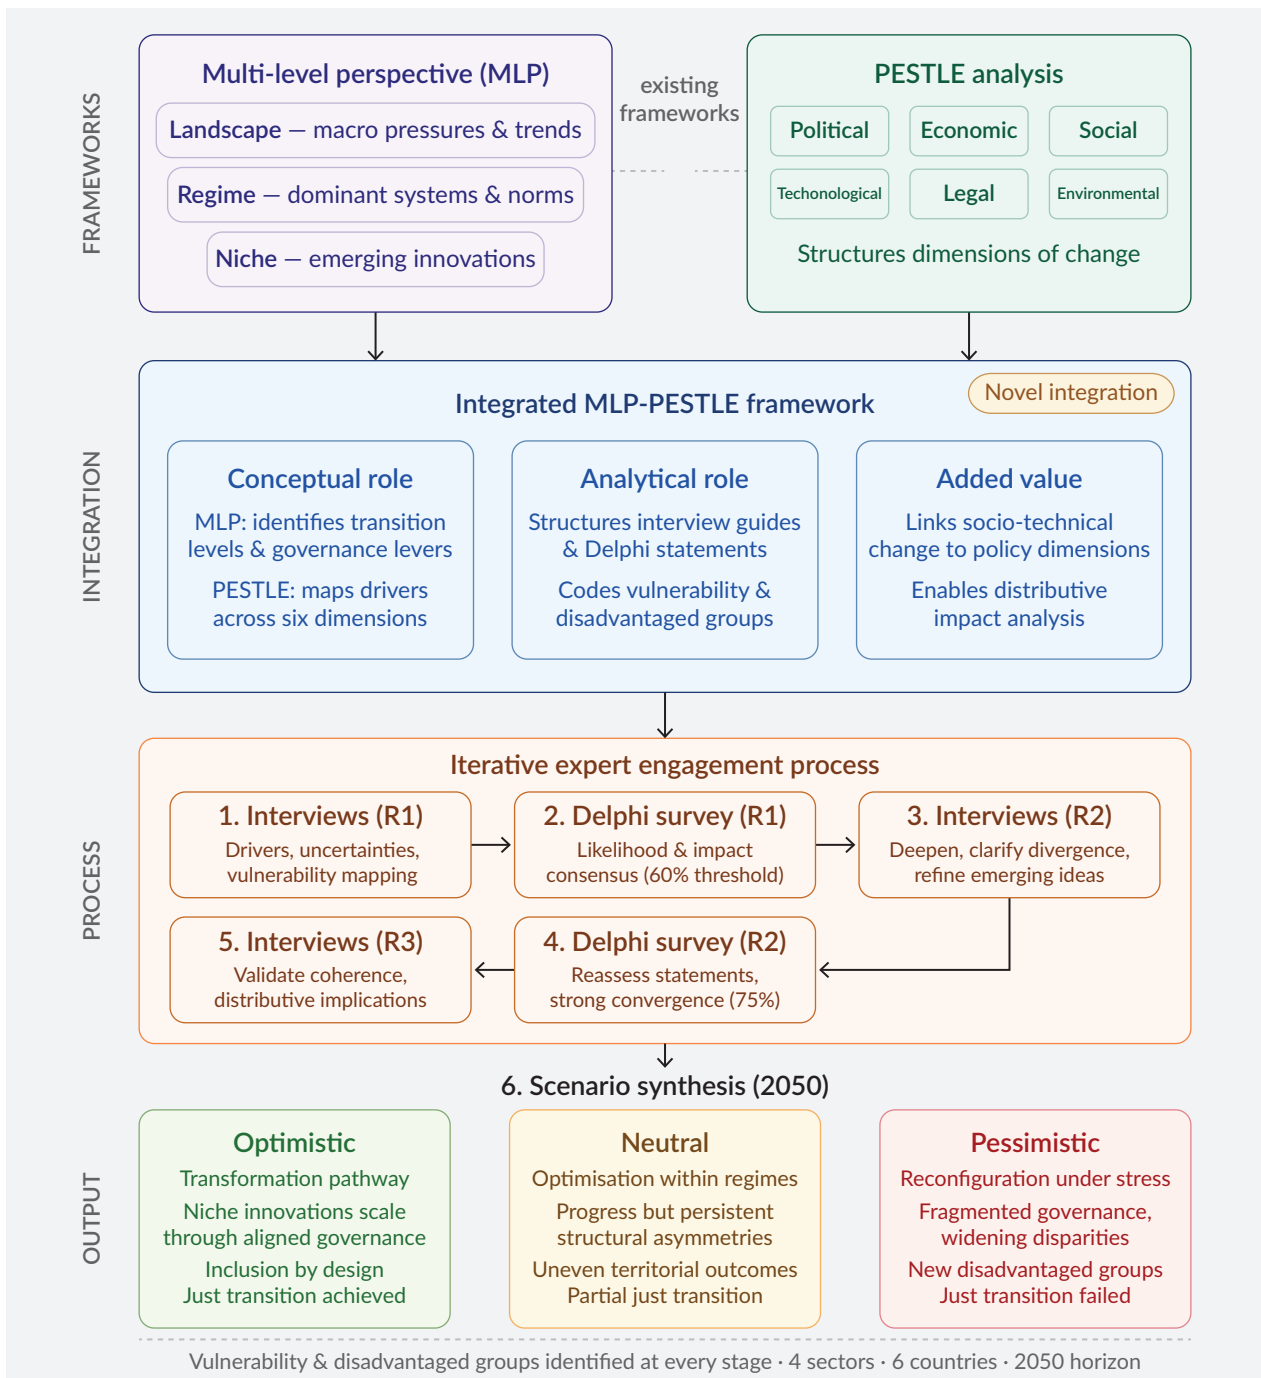 FRAMEWORKS
Multi-level perspective (MLP)
Landscape — macro pressures & trends
Regime — dominant systems & norms
Niche — emerging innovations
existing
frameworks
PESTLE analysis
Political
Economic
Social
Techonological
Legal
Environmental
Structures dimensions of change
INTEGRATION
Integrated MLP-PESTLE framework
Novel integration
Conceptual role
MLP: identifies transition
levels & governance levers
PESTLE: maps drivers
across six dimensions
Analytical role
Structures interview guides
& Delphi statements
Codes vulnerability &
disadvantaged groups
Added value
Links socio-technical
change to policy dimensions
Enables distributive
impact analysis
PROCESS
Iterative expert engagement process
1. Interviews (R1)
Drivers, uncertainties,
vulnerability mapping
2. Delphi survey (R1)
Likelihood & impact
consensus (60% threshold)
3. Interviews (R2)
Deepen, clarify divergence,
refine emerging ideas
4. Delphi survey (R2)
Reassess statements,
strong convergence (75%)
5. Interviews (R3)
Validate coherence,
distributive implications
6. Scenario synthesis (2050)
OUTPUT
Optimistic
Transformation pathway
Niche innovations scale
through aligned governance
Inclusion by design
Just transition achieved
Neutral
Optimisation within regimes
Progress but persistent
structural asymmetries
Uneven territorial outcomes
Partial just transition
Pessimistic
Reconfiguration under stress
Fragmented governance,
widening disparities
New disadvantaged groups
Just transition failed
Vulnerability & disadvantaged groups identified at every stage · 4 sectors · 6 countries · 2050 horizon